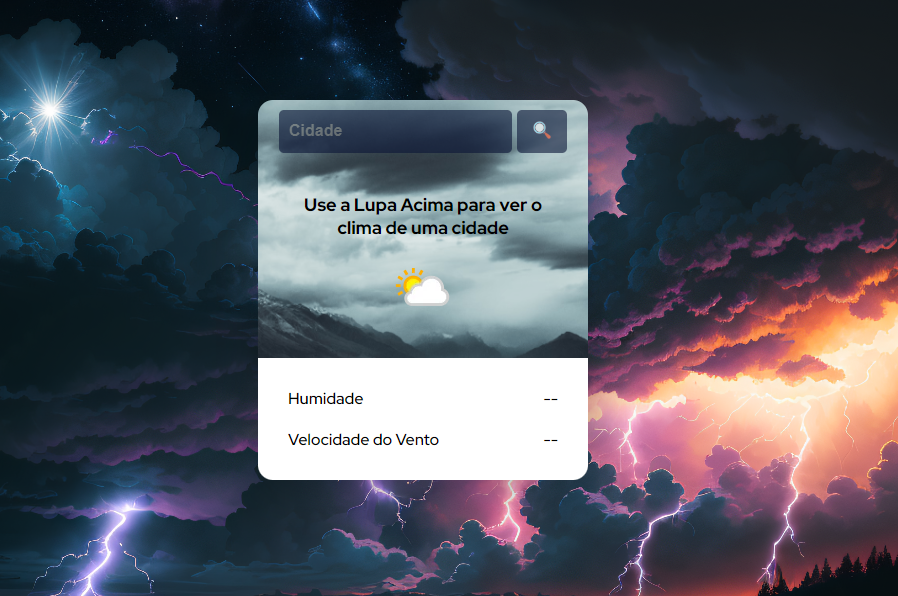 Cidade
Use a Lupa Acima para ver o
clima de uma cidade
Humidade --
Velocidade do Vento --